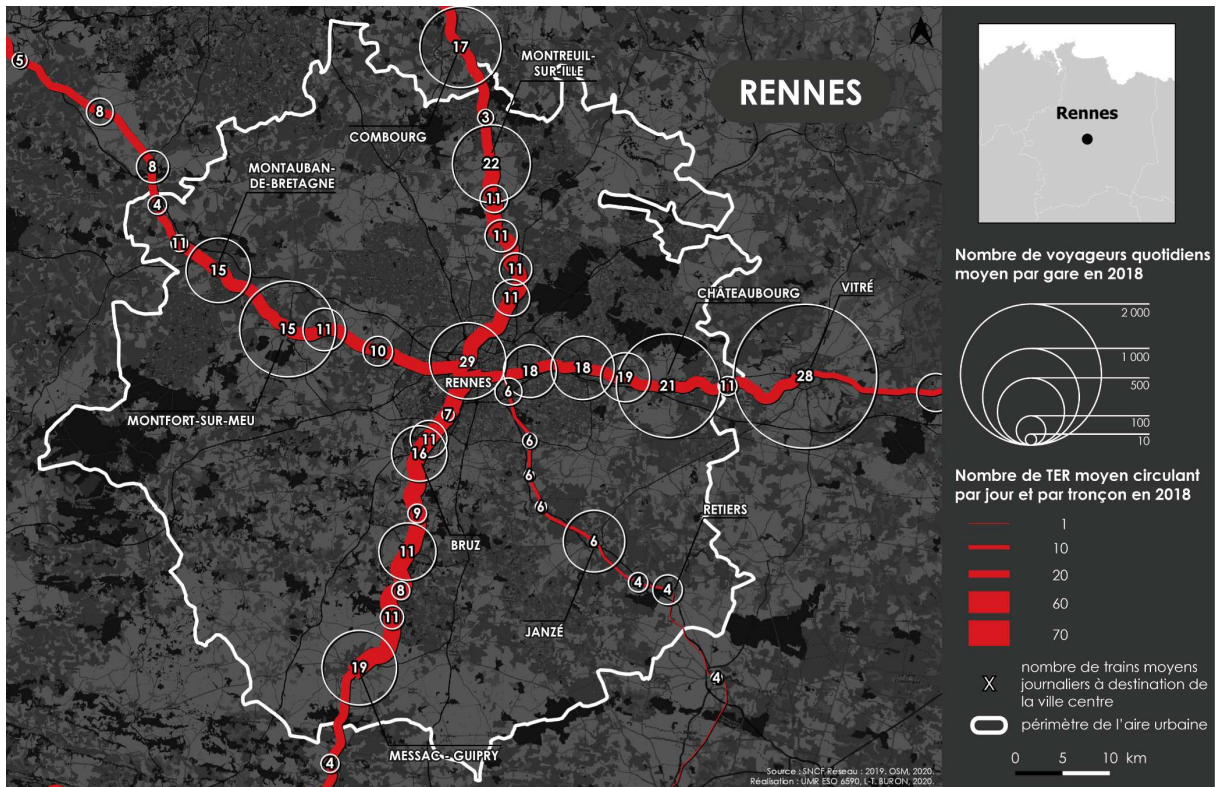 RENNES
17
MONTREUIL-
SUR-ILLE
5
8
3
COMBOURG
22
8
MONTAUBAN-
DE-BRETAGNE
11
4
11
11
15
11
11
CHÂTEAUBOURG
VITRÉ
15
11
10
29
18
18
19
21
11
28
RENNES
6
7
MONTFORT-SUR-MEU
11
16
6
6
9
6
RETIERS
BRUZ
11
6
8
4
4
11
JANZÉ
19
4
MESSAC - GUIPRY
4
Source : SNCF Réseau : 2019, OSM, 2020.
Réalisation : UMR ESO 6590, L-T. BURON, 2020.
Rennes
Nombre de voyageurs quotidiens
moyen par gare en 2018
2 000
1 000
500
100
10
Nombre de TER moyen circulant
par jour et par tronçon en 2018
1
10
20
60
70
X
nombre de trains moyens
journaliers à destination de
la ville centre
périmètre de l'aire urbaine
0 5 10 km